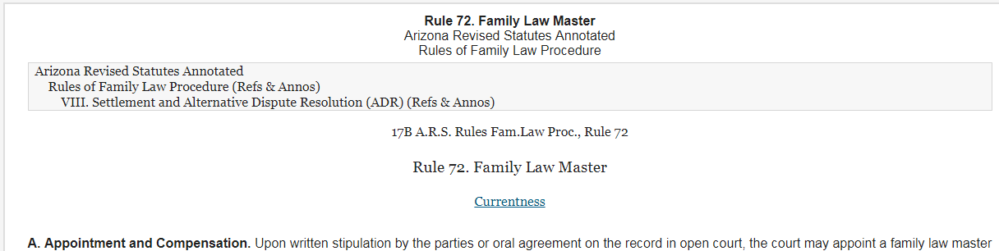 Rule 72. Family Law Master
Arizona Revised Statutes Annotated
Rules of Family Law Procedure
Arizona Revised Statutes Annotated
Rules of Family Law Procedure (Refs & Annos)
VIII. Settlement and Alternative Dispute Resolution (ADR) (Refs & Annos)
17B A.R.S. Rules Fam.Law Proc., Rule 72
Rule 72. Family Law Master
Currentness
A. Appointment and Compensation. Upon written stipulation by the parties or oral agreement on the record in open court, the court may appoint a family law master